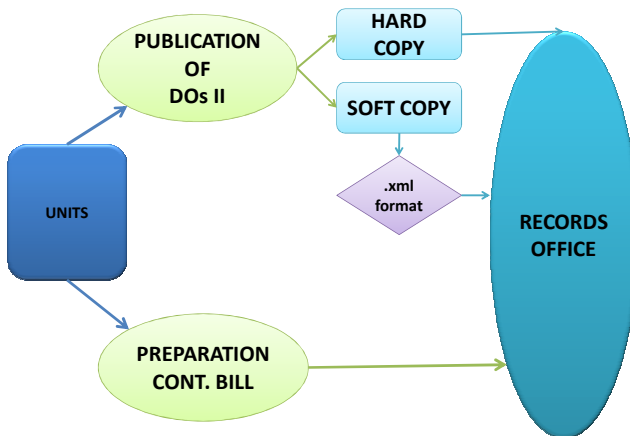 PUBLICATION
OF
DOs II
HARD
COPY
SOFT COPY
.xml
format
UNITS
RECORDS
OFFICE
PREPARATION
CONT. BILL